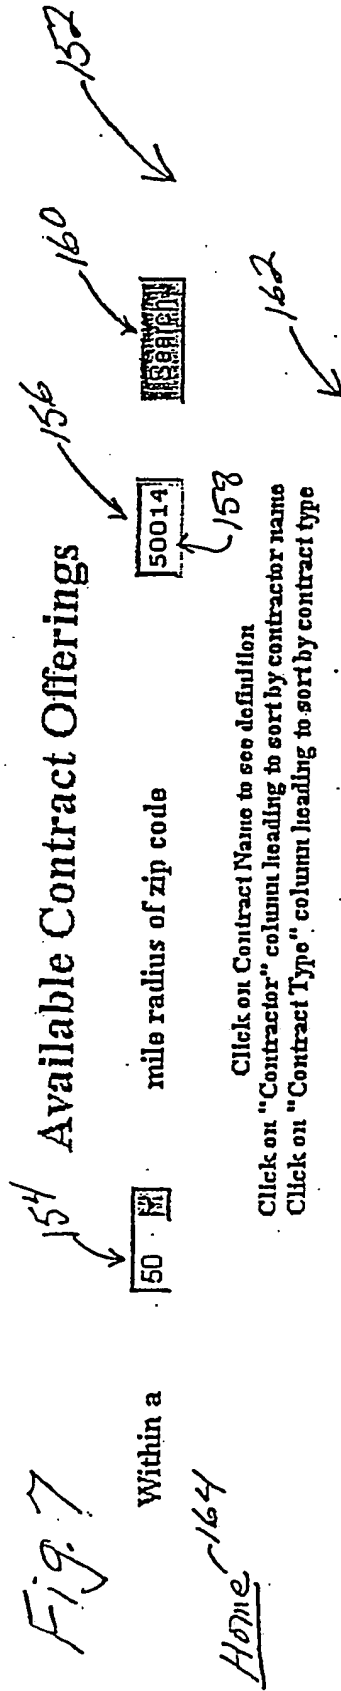 Fig. 7
154 Available Contract Offerings 156 160 152
Within a 50 mile radius of zip code 50014 Research
158
Home 164
162
Click on Contract Name to see definition
Click on "Contractor" column heading to sort by contractor name
Click on "Contract Type" column heading to sort by contract type